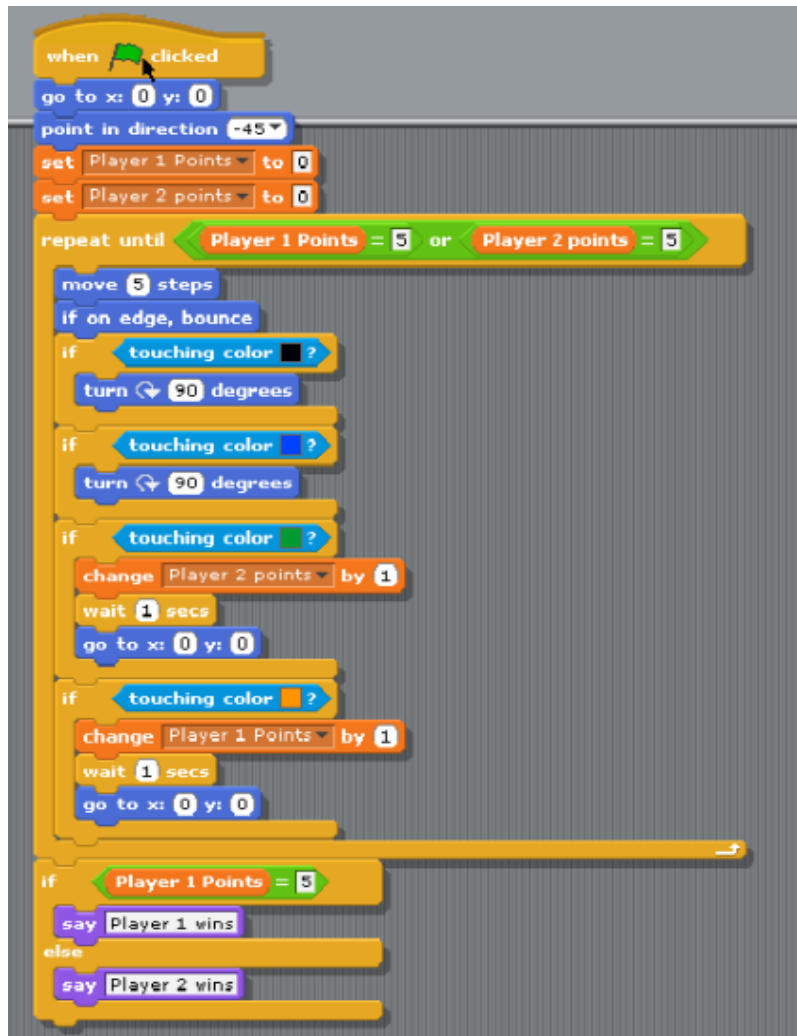 when clicked
go to x: 0 y: 0
point in direction -45
set Player 1 Points to 0
set Player 2 points to 0
repeat until Player 1 Points = 5 or Player 2 points = 5
move 5 steps
if on edge, bounce
if touching color ?
turn 90 degrees
if touching color ?
turn 90 degrees
if touching color ?
change Player 2 points by 1
wait 1 secs
go to x: 0 y: 0
if touching color ?
change Player 1 Points by 1
wait 1 secs
go to x: 0 y: 0
if Player 1 Points = 5
say Player 1 wins
else
say Player 2 wins